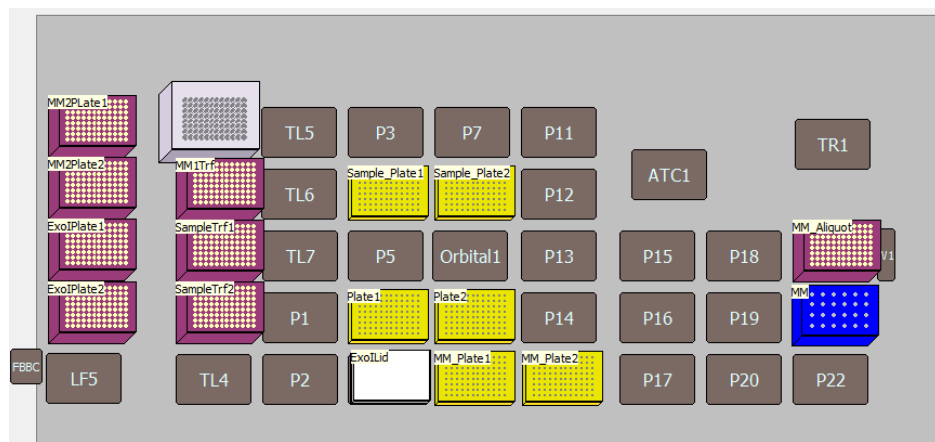 MM2PLate1
TL5
P3
P7
P11
TR1
MM2Plate2
MM1Trf
TL6
Sample_Plate1
Sample_Plate2
P12
ATC1
ExoIPlate1
SampleTrf1
TL7
P5
Orbital1
P13
P15
P18
MM_Aliquot
V1
ExoIPlate2
SampleTrf2
P1
Plate1
Plate2
P14
P16
P19
MM
FBBC
LF5
TL4
P2
ExoILid
MM_Plate1
MM_Plate2
P17
P20
P22